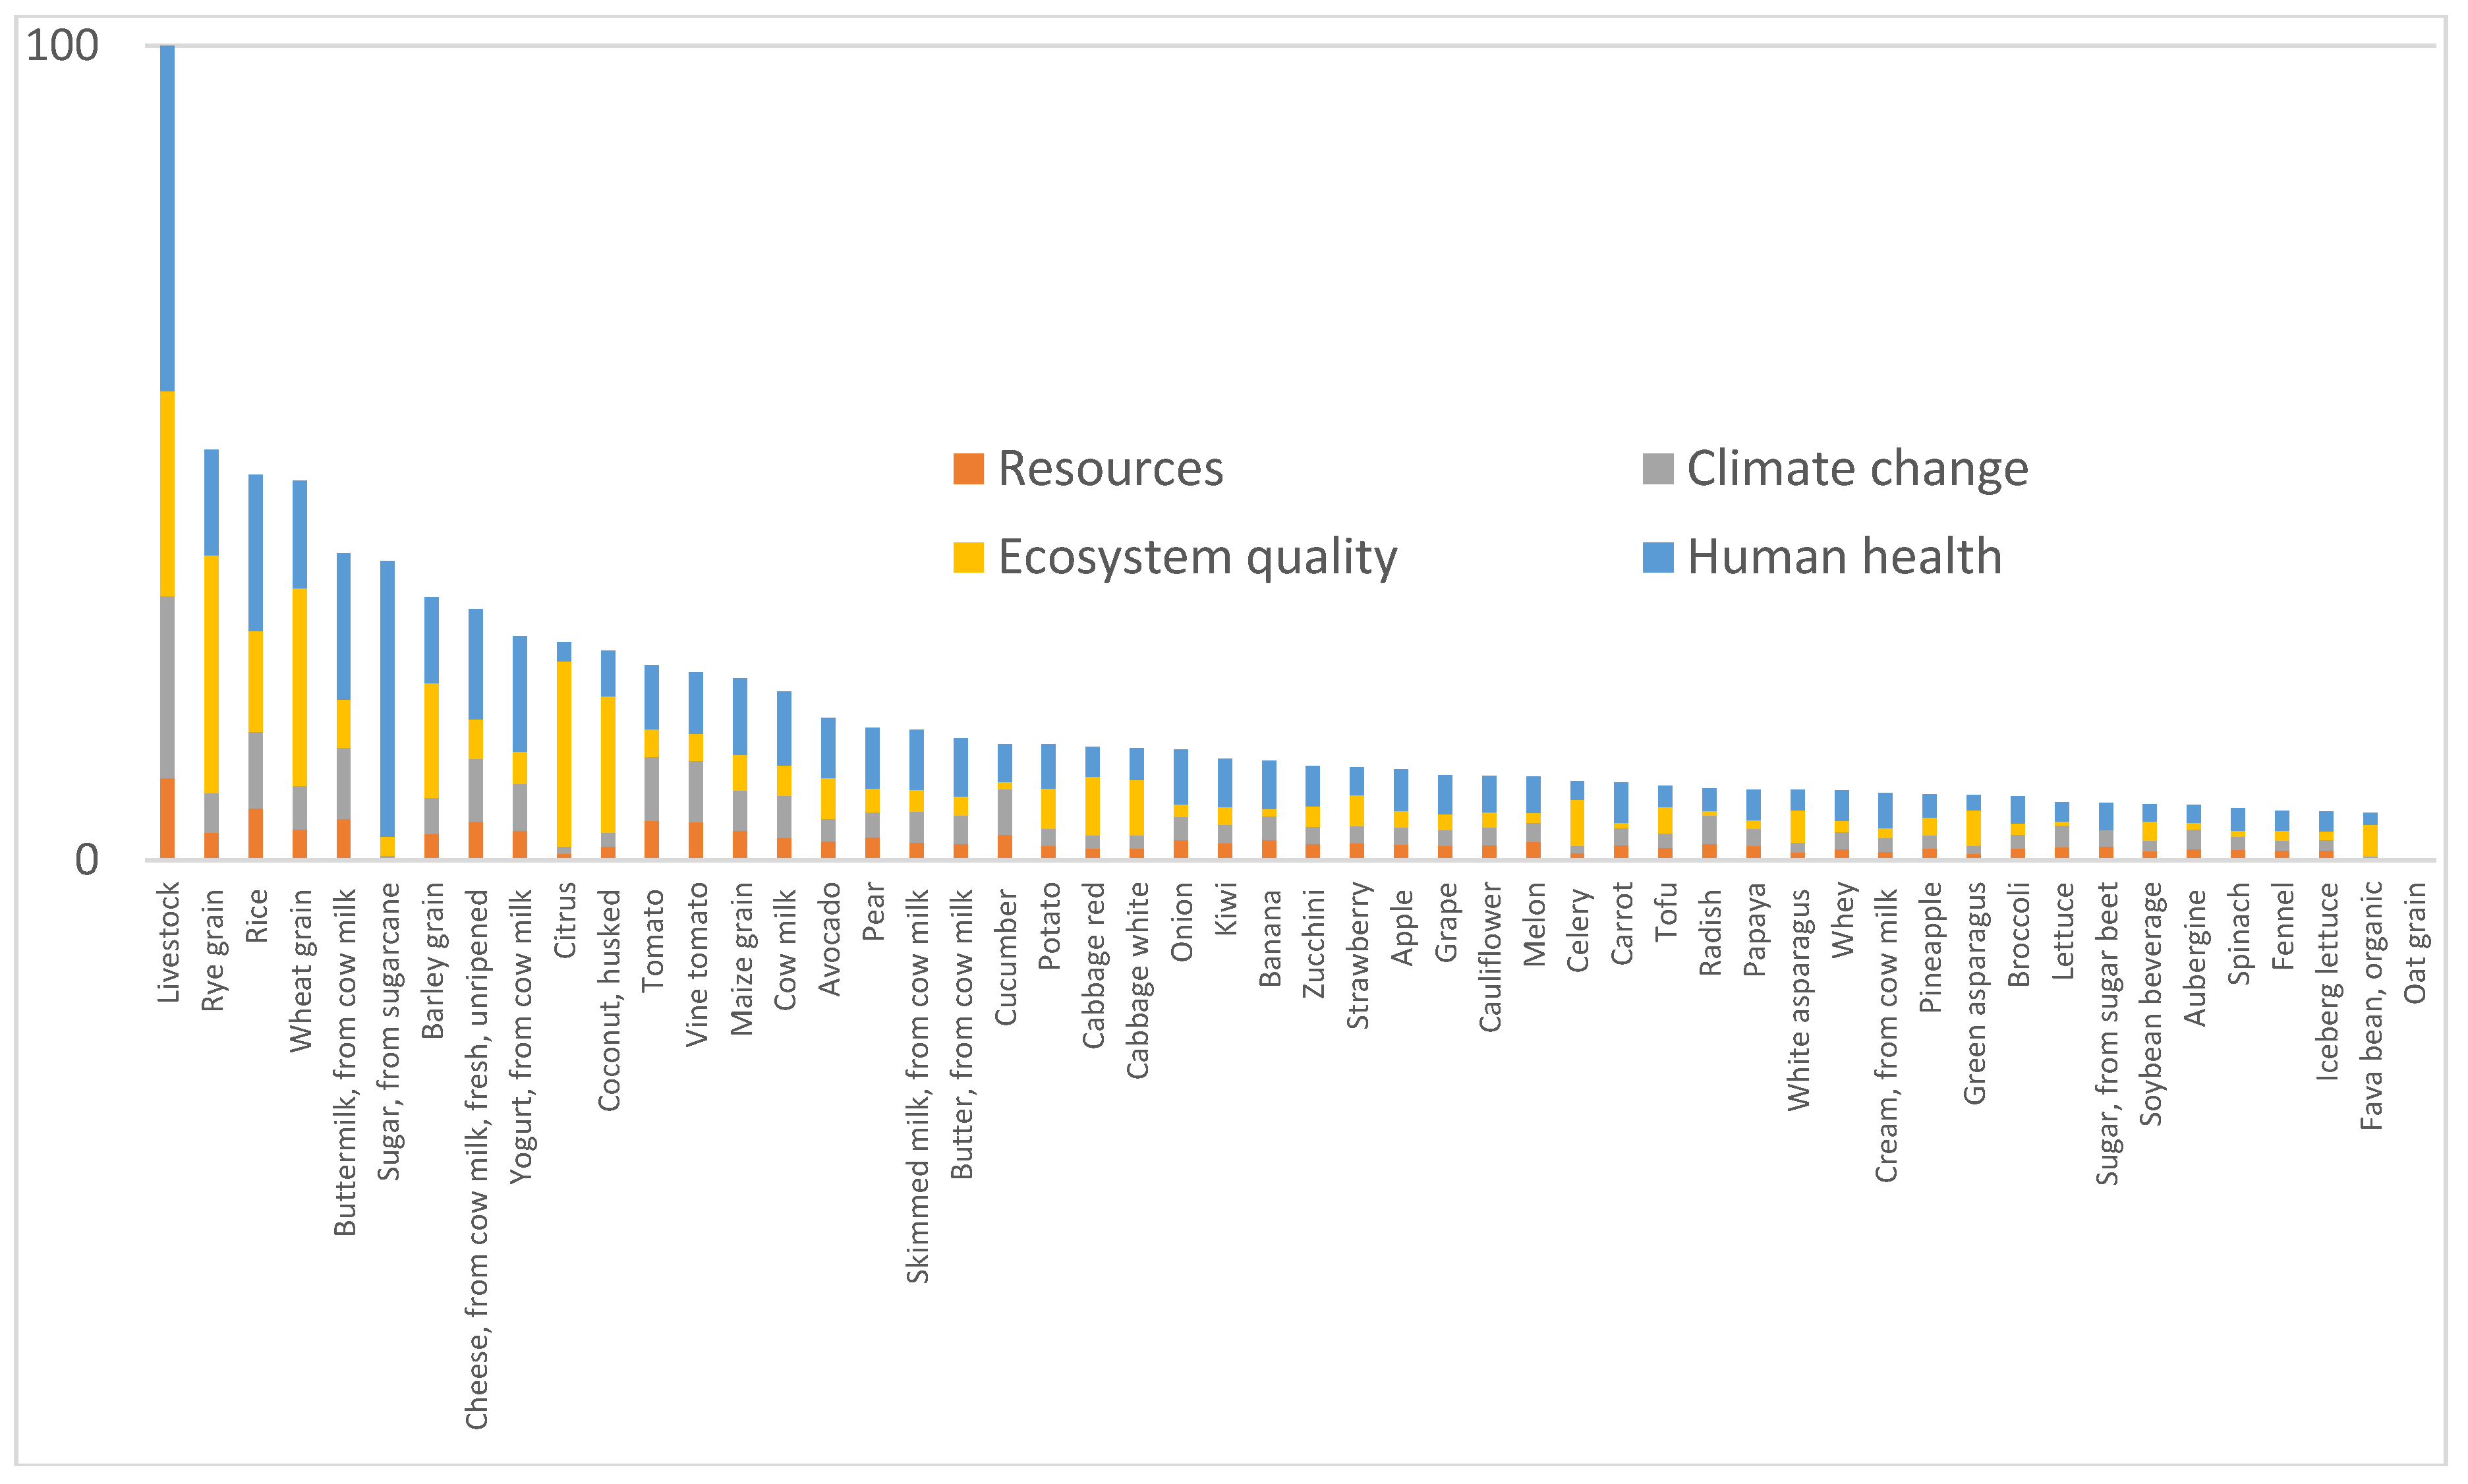 100
Resources
Climate change
Ecosystem quality
Human health
0
Livestock
Rye grain
Rice
Wheat grain
Buttermilk, from cow milk
Sugar, from sugarcane
Barley grain
Cheese, from cow milk, fresh, unripened
Yogurt, from cow milk
Citrus
Coconut, husked
Tomato
Vine tomato
Maize grain
Cow milk
Avocado
Pear
Skimmed milk, from cow milk
Butter, from cow milk
Cucumber
Potato
Cabbage red
Cabbage white
Onion
Kiwi
Banana
Zucchini
Strawberry
Apple
Grape
Cauliflower
Melon
Celery
Carrot
Tofu
Radish
Papaya
White asparagus
Whey
Cream, from cow milk
Pineapple
Green asparagus
Broccoli
Lettuce
Sugar, from sugar beet
Soybean beverage
Aubergine
Spinach
Fennel
Iceberg lettuce
Fava bean, organic
Oat grain